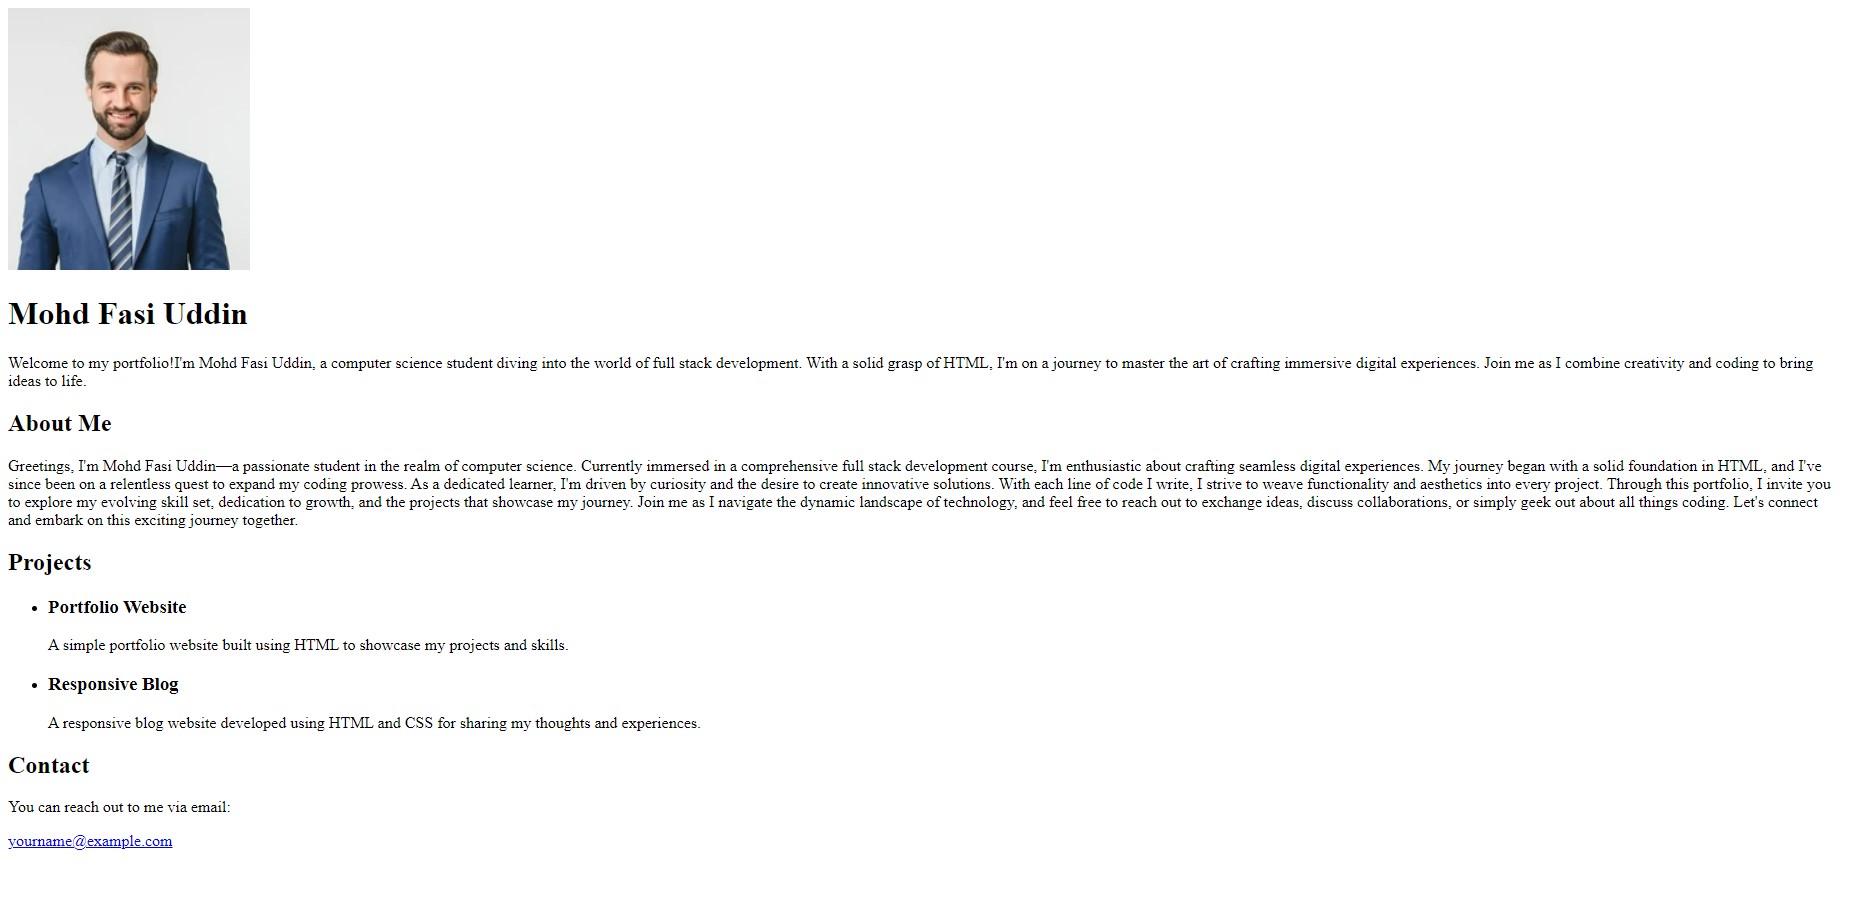 Mohd Fasi Uddin
Welcome to my portfolio!I'm Mohd Fasi Uddin, a computer science student diving into the world of full stack development. With a solid grasp of HTML, I'm on a journey to master the art of crafting immersive digital experiences. Join me as I combine creativity and coding to bring
ideas to life.
About Me
Greetings, I'm Mohd Fasi Uddin—a passionate student in the realm of computer science. Currently immersed in a comprehensive full stack development course, I'm enthusiastic about crafting seamless digital experiences. My journey began with a solid foundation in HTML, and I've
since been on a relentless quest to expand my coding prowess. As a dedicated learner, I'm driven by curiosity and the desire to create innovative solutions. With each line of code I write, I strive to weave functionality and aesthetics into every project. Through this portfolio, I invite you
to explore my evolving skill set, dedication to growth, and the projects that showcase my journey. Join me as I navigate the dynamic landscape of technology, and feel free to reach out to exchange ideas, discuss collaborations, or simply geek out about all things coding. Let's connect
and embark on this exciting journey together.
Projects
• Portfolio Website
A simple portfolio website built using HTML to showcase my projects and skills.
• Responsive Blog
A responsive blog website developed using HTML and CSS for sharing my thoughts and experiences.
Contact
You can reach out to me via email:
yourname@example.com